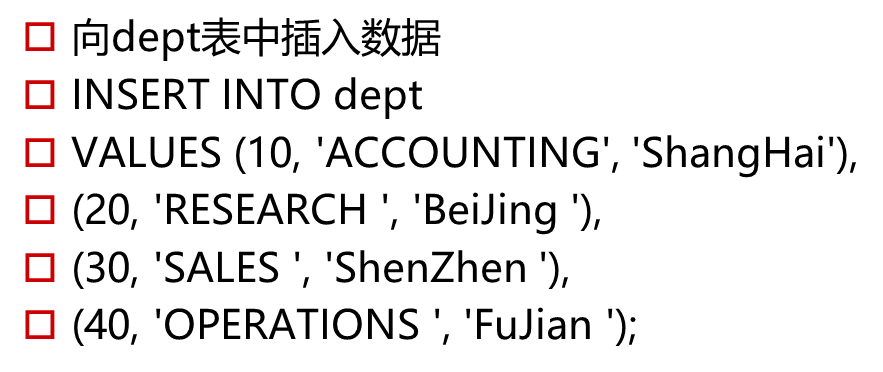 向dept表中插入数据
INSERT INTO dept
VALUES (10, 'ACCOUNTING', 'ShangHai'),
(20, 'RESEARCH ', 'BeiJing '),
(30, 'SALES ', 'ShenZhen '),
(40, 'OPERATIONS ', 'FuJian ');